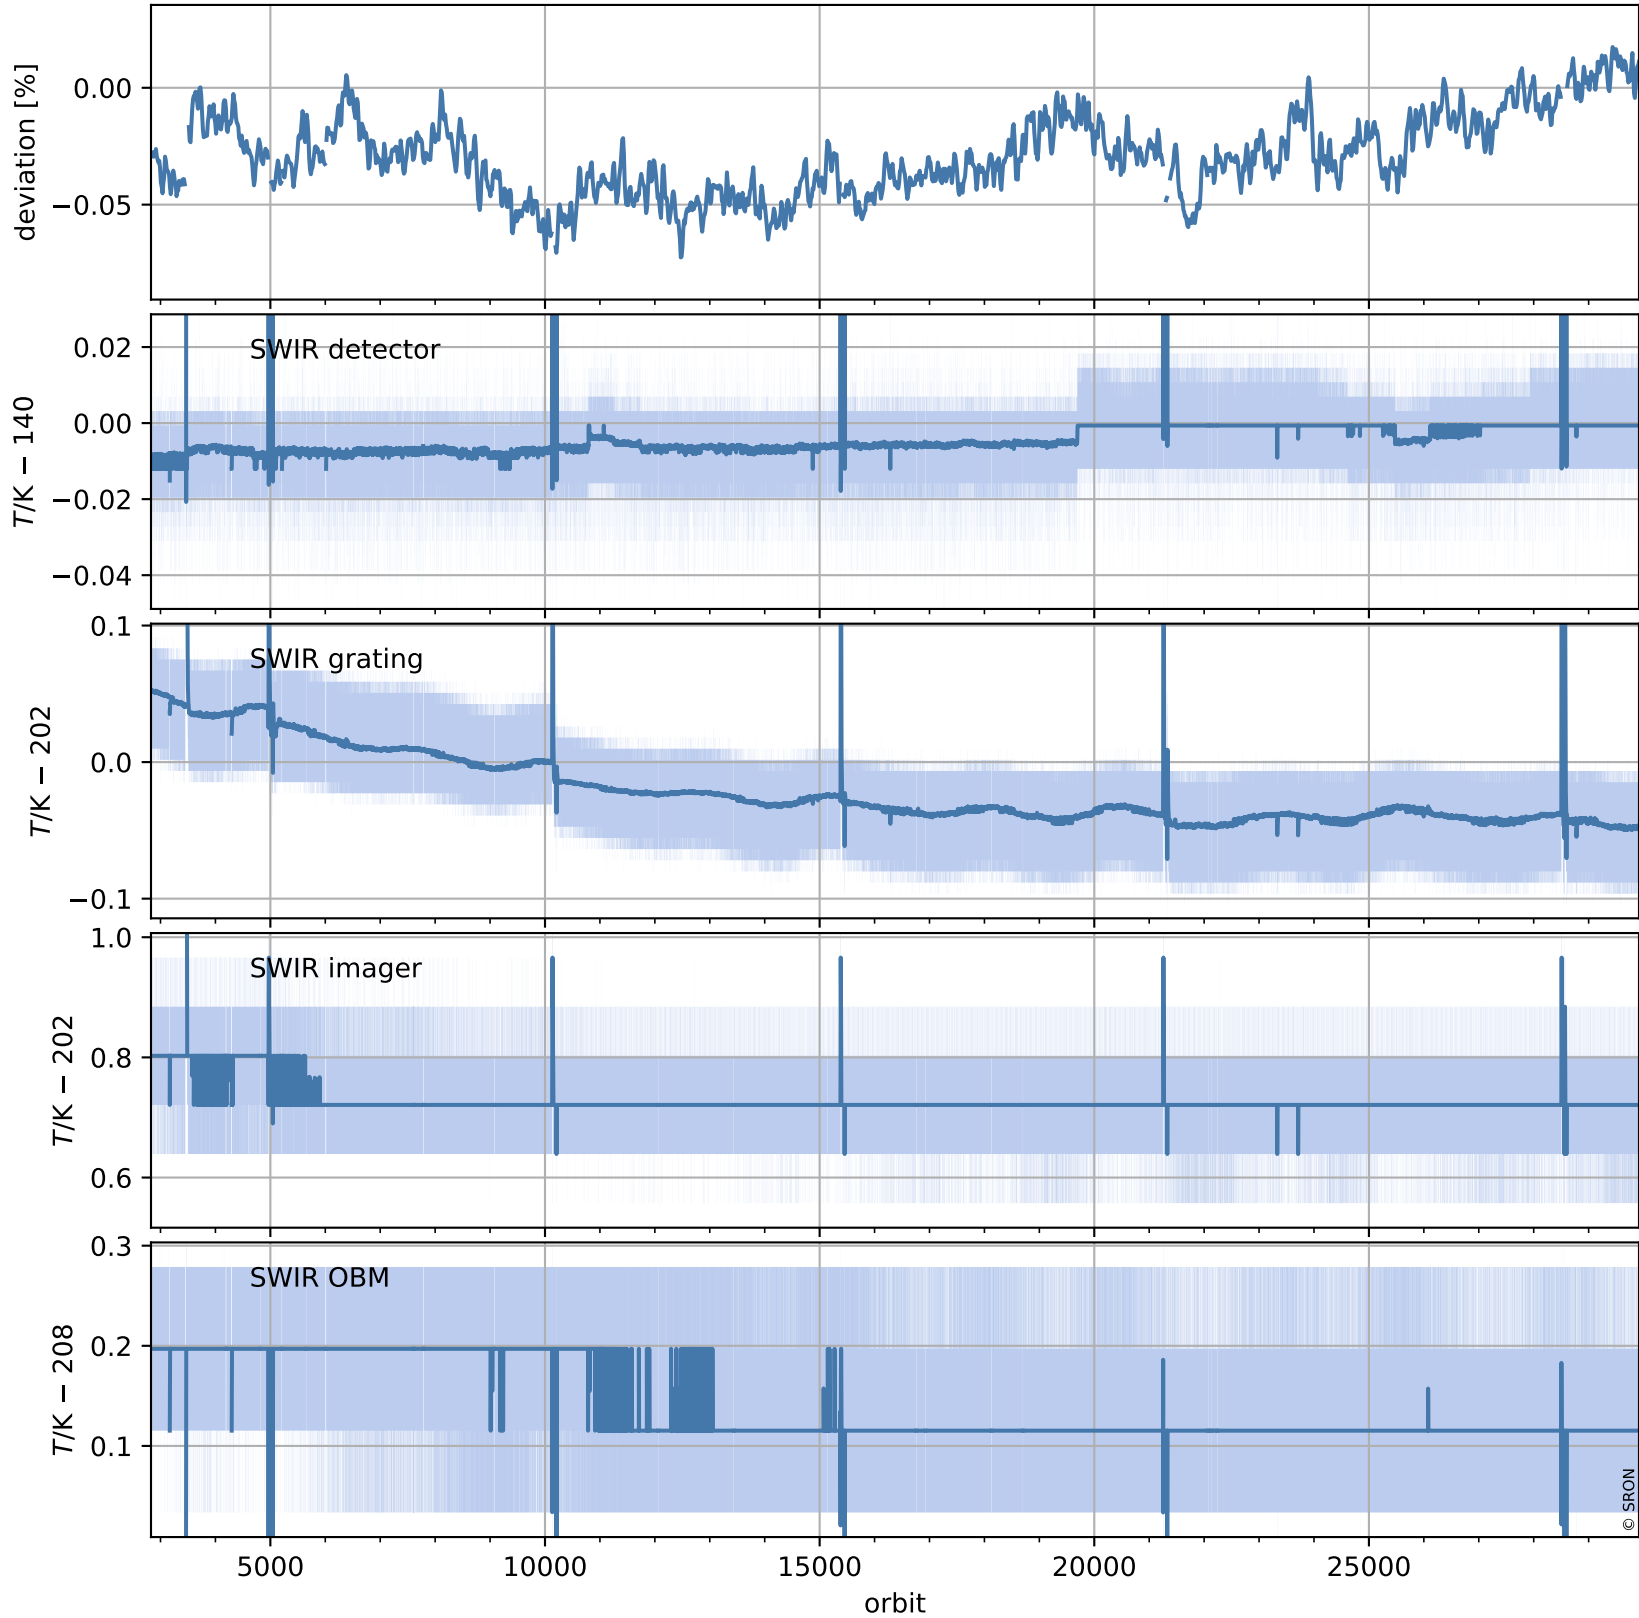 deviation [%]
0.00
−0.05
T/K − 140
SWIR detector
0.02
0.00
−0.02
−0.04
T/K − 202
SWIR grating
0.1
0.0
−0.1
T/K − 202
SWIR imager
1.0
0.8
0.6
T/K − 208
SWIR OBM
0.3
0.2
0.1
© SRON
5000 10000 15000 20000 25000
orbit